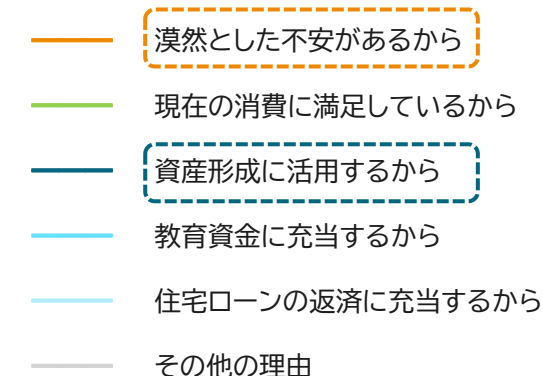 漠然とした不安があるから
現在の消費に満足しているから
資産形成に活用するから
教育資金に充当するから
住宅ローンの返済に充当するから
その他の理由